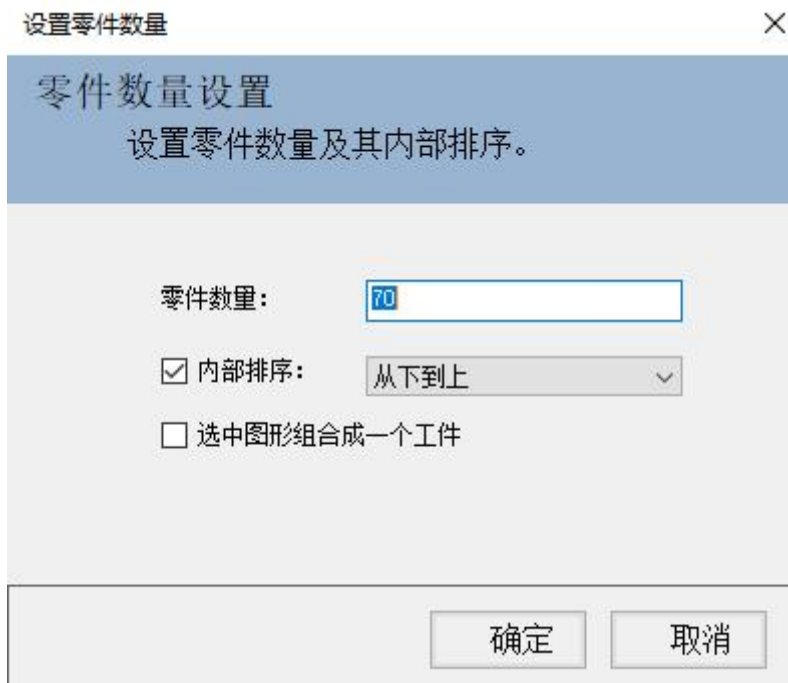 设置零件数量
零件数量设置
设置零件数量及其内部排序。
零件数量： 70
内部排序： 从下到上
选中图形组合成一个工件
确定 取消